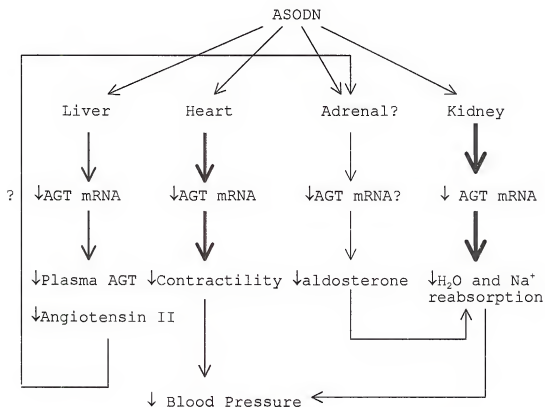 ASODN
Liver Heart Adrenal? Kidney
? ↓AGT mRNA ↓AGT mRNA ↓AGT mRNA? ↓ AGT mRNA
↓Plasma AGT ↓Contractility ↓aldosterone ↓H₂O and Na⁺
reabsorption
↓Angiotensin II
↓ Blood Pressure